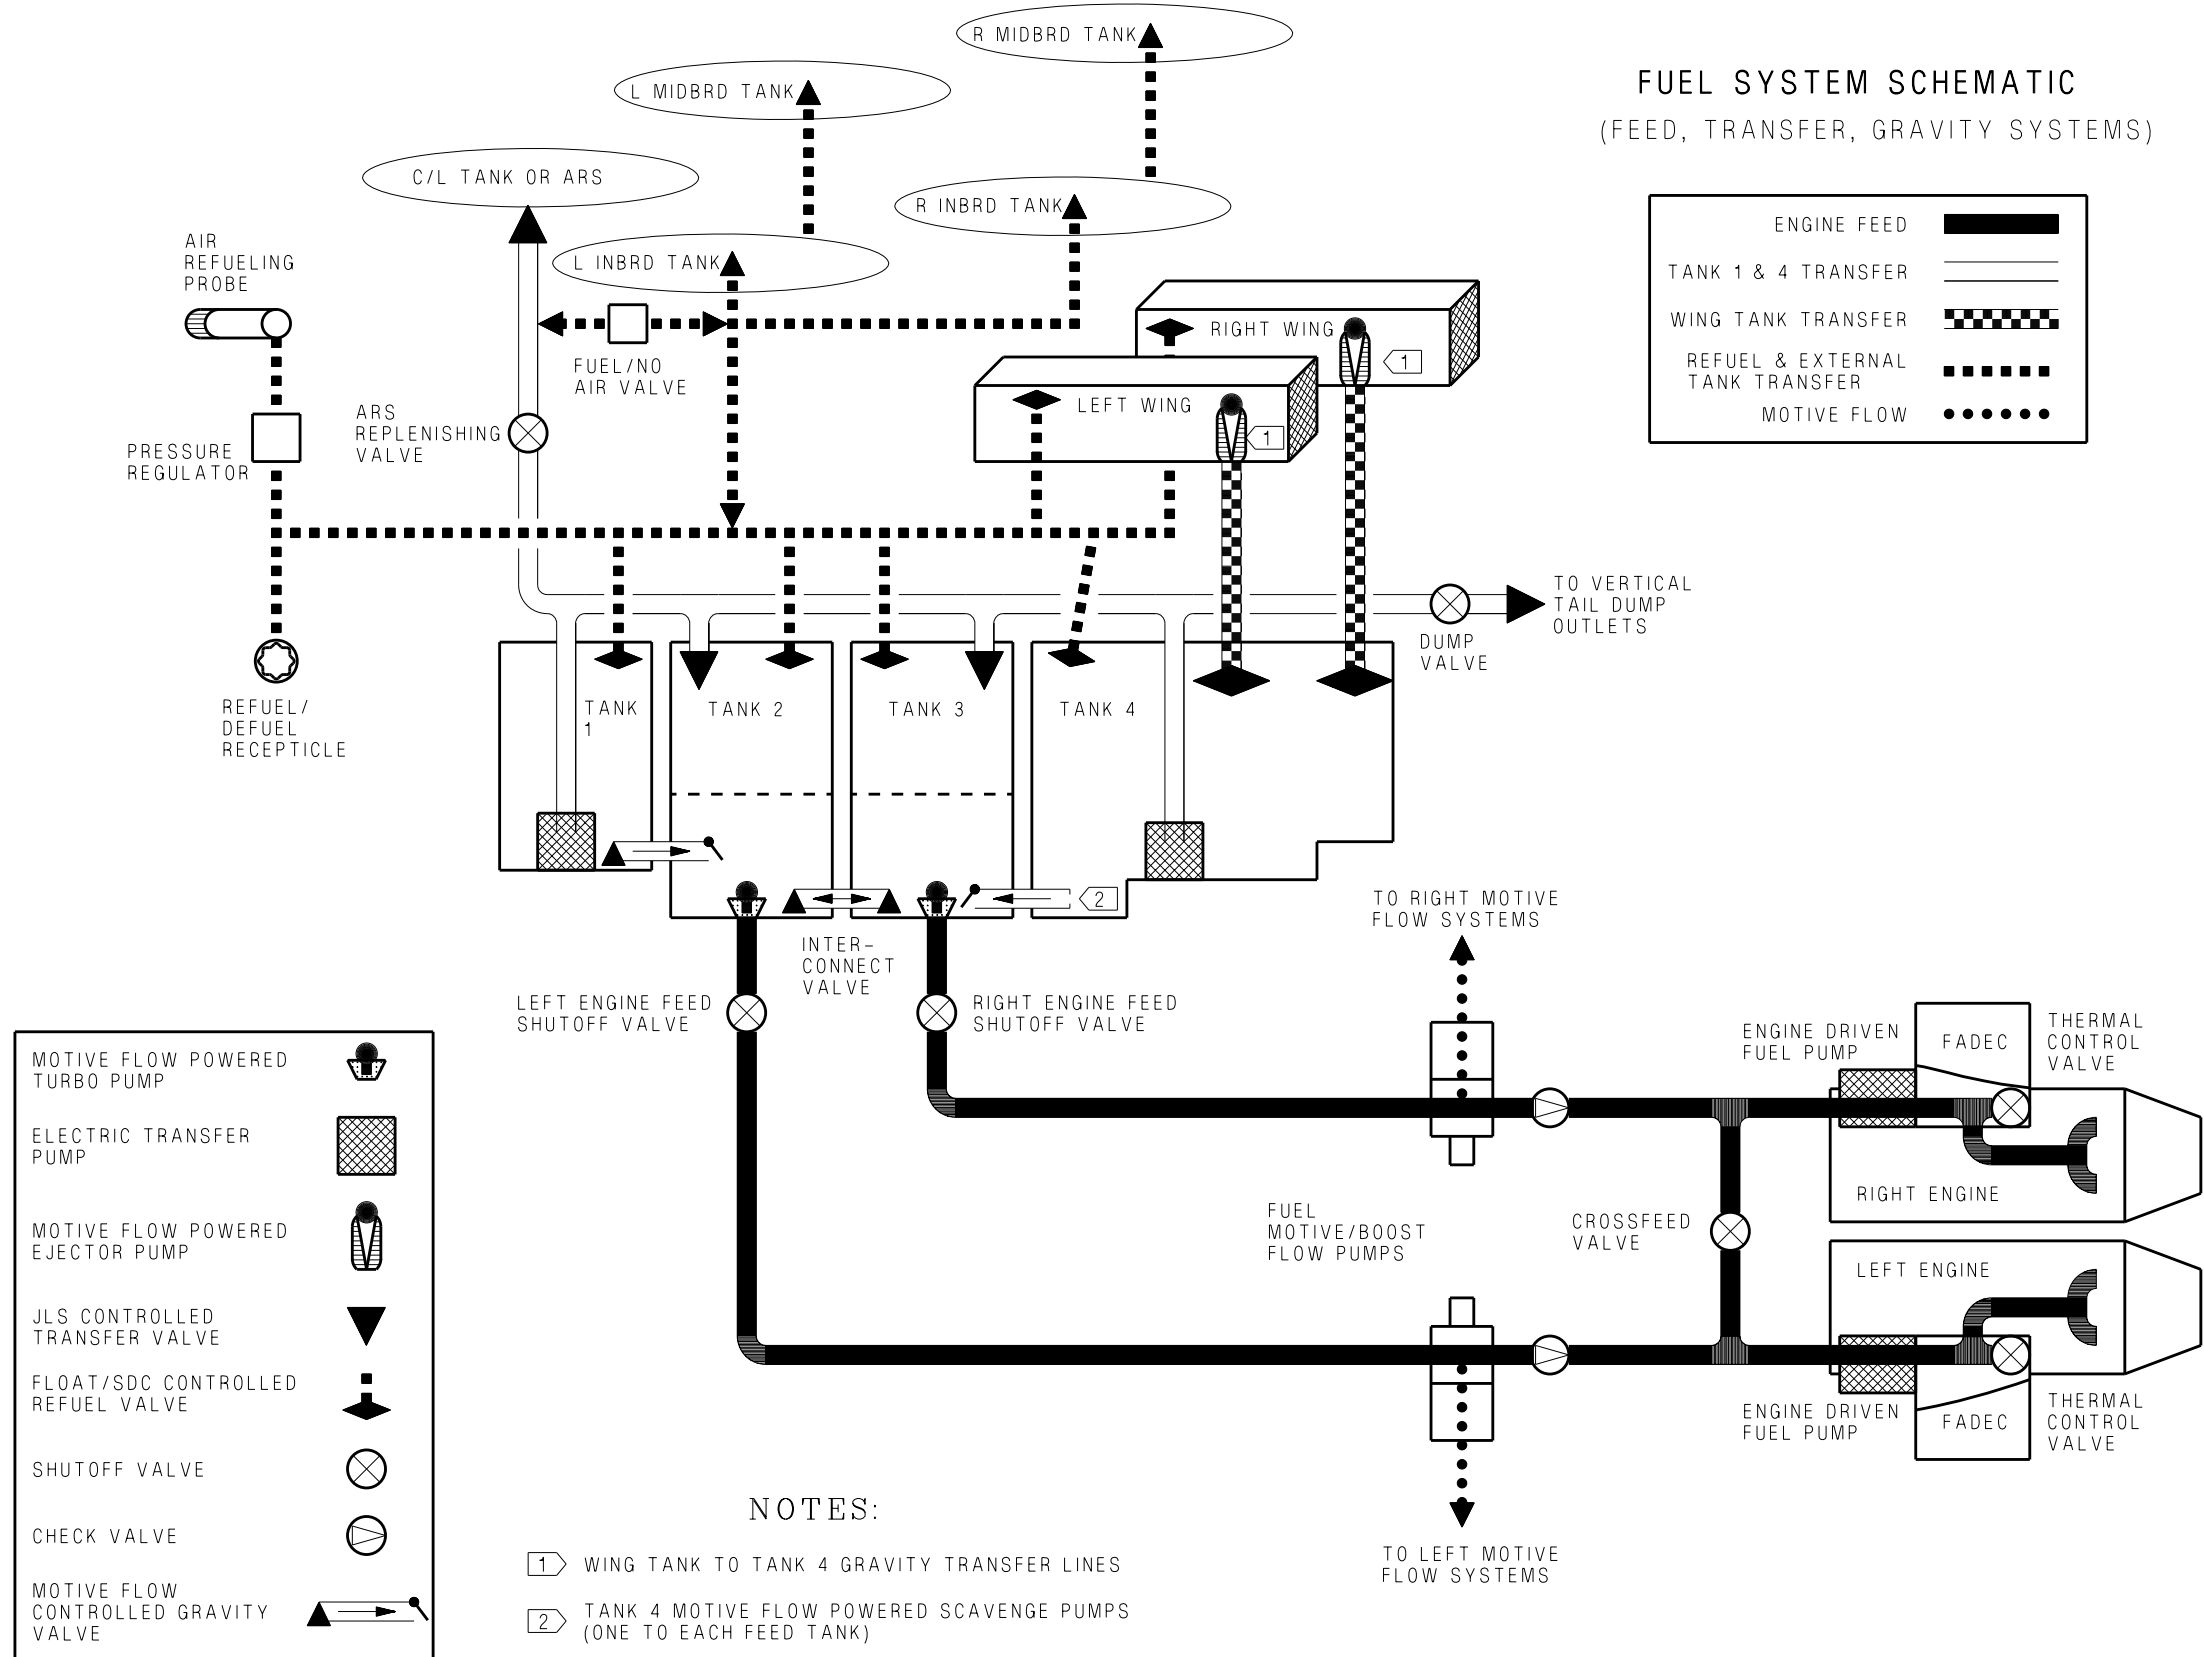 R MIDBRD TANK
L MIDBRD TANK
FUEL SYSTEM SCHEMATIC
(FEED, TRANSFER, GRAVITY SYSTEMS)
C/L TANK OR ARS
R INBRD TANK
L INBRD TANK
AIR
REFUELING
PROBE
ENGINE FEED
TANK 1 & 4 TRANSFER
WING TANK TRANSFER
REFUEL & EXTERNAL
TANK TRANSFER
MOTIVE FLOW
FUEL/NO
AIR VALVE
RIGHT WING
1
LEFT WING
1
ARS
REPLENISHING
VALVE
PRESSURE
REGULATOR
TO VERTICAL
TAIL DUMP
OUTLETS
DUMP
VALVE
REFUEL/
DEFUEL
RECEPTICLE
TANK
1
TANK 2
TANK 3
TANK 4
2
INTER-
CONNECT
VALVE
LEFT ENGINE FEED
SHUTOFF VALVE
RIGHT ENGINE FEED
SHUTOFF VALVE
TO RIGHT MOTIVE
FLOW SYSTEMS
ENGINE DRIVEN
FUEL PUMP
FADEC
THERMAL
CONTROL
VALVE
RIGHT ENGINE
FUEL
MOTIVE/BOOST
FLOW PUMPS
CROSSFEED
VALVE
LEFT ENGINE
ENGINE DRIVEN
FUEL PUMP
FADEC
THERMAL
CONTROL
VALVE
TO LEFT MOTIVE
FLOW SYSTEMS
MOTIVE FLOW POWERED
TURBO PUMP
ELECTRIC TRANSFER
PUMP
MOTIVE FLOW POWERED
EJECTOR PUMP
JLS CONTROLLED
TRANSFER VALVE
FLOAT/SDC CONTROLLED
REFUEL VALVE
SHUTOFF VALVE
CHECK VALVE
MOTIVE FLOW
CONTROLLED GRAVITY
VALVE
NOTES:
1 WING TANK TO TANK 4 GRAVITY TRANSFER LINES
2 TANK 4 MOTIVE FLOW POWERED SCAVENGE PUMPS
(ONE TO EACH FEED TANK)